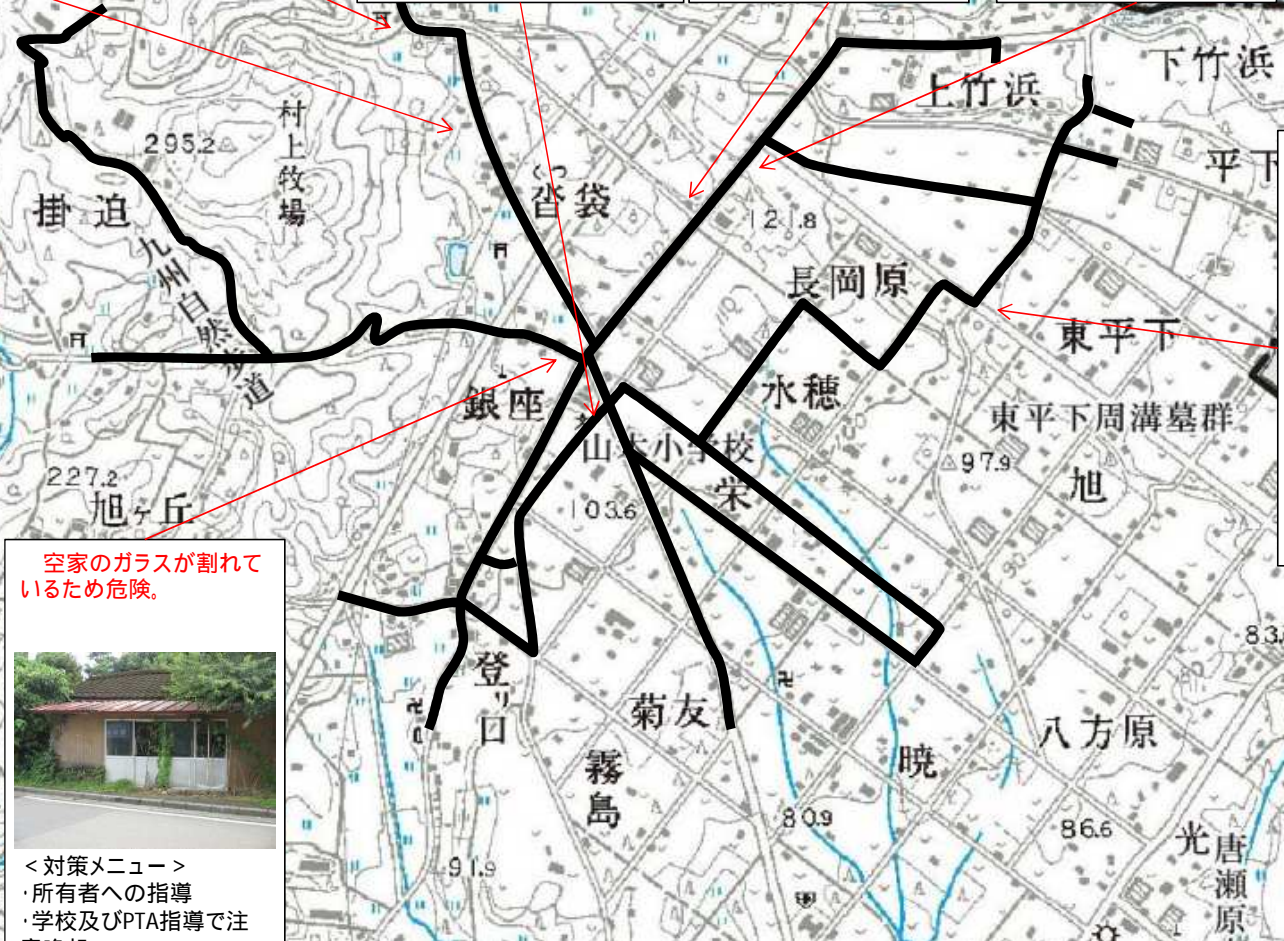 下竹浜
上竹浜
村上牧場
295.2
くつ
沓袋
平下
掛迫
121.8
九州自然歩道
長岡原
東平下
銀座
水穂
東平下周溝墓群
山本小学校
97.9
227.2
栄
旭
旭ヶ丘
103.6
空家のガラスが割れて
いるため危険。
83.
登り口
菊友
八方原
暁
霧島
80.9
86.6
光
唐瀬原
91.9
<対策メニュー>
・所有者への指導
・学校及びPTA指導で注